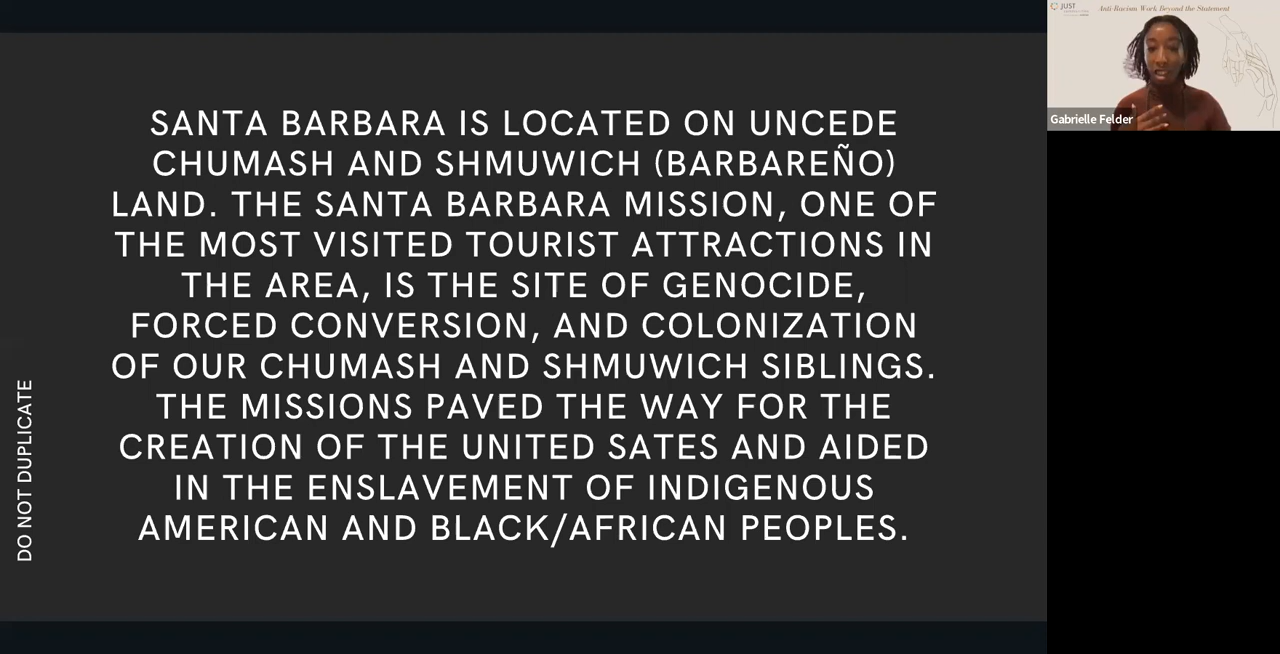 SANTA BARBARA IS LOCATED ON UNCEDE
CHUMASH AND SHMUWICH (BARBAREÑO)
LAND. THE SANTA BARBARA MISSION, ONE OF
THE MOST VISITED TOURIST ATTRACTIONS IN
THE AREA, IS THE SITE OF GENOCIDE,
FORCED CONVERSION, AND COLONIZATION
OF OUR CHUMASH AND SHMUWICH SIBLINGS.
THE MISSIONS PAVED THE WAY FOR THE
CREATION OF THE UNITED SATES AND AIDED
IN THE ENSLAVEMENT OF INDIGENOUS
AMERICAN AND BLACK/AFRICAN PEOPLES.
DO NOT DUPLICATE
JUST
Anti-Racism Work Beyond the Statement
Gabrielle Felder